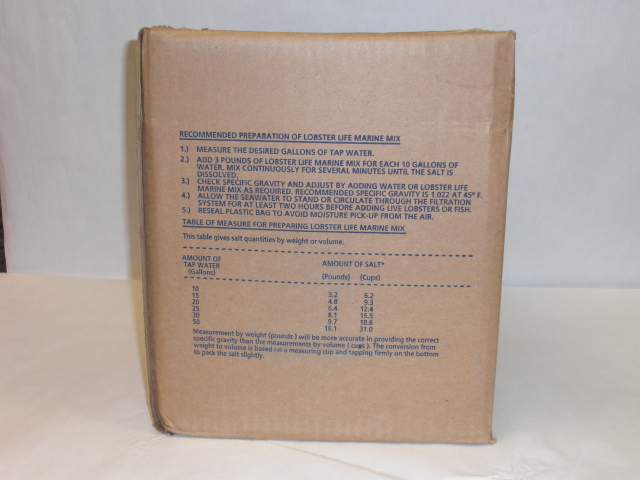 RECOMMENDED PREPARATION OF LOBSTER LIFE MARINE MIX
1.) MEASURE THE DESIRED GALLONS OF TAP WATER.
2.) ADD 3 POUNDS OF LOBSTER LIFE MARINE MIX FOR EACH 10 GALLONS OF
WATER. MIX CONTINUOUSLY FOR SEVERAL MINUTES UNTIL THE SALT IS
DISSOLVED.
3.) CHECK SPECIFIC GRAVITY AND ADJUST BY ADDING WATER OR LOBSTER LIFE
MARINE MIX AS REQUIRED. RECOMMENDED SPECIFIC GRAVITY IS 1.022 AT 45° F.
4.) ALLOW THE SEAWATER TO STAND OR CIRCULATE THROUGH THE FILTRATION
SYSTEM FOR AT LEAST TWO HOURS BEFORE ADDING LIVE LOBSTERS OR FISH.
5.) RESEAL PLASTIC BAG TO AVOID MOISTURE PICK-UP FROM THE AIR.
TABLE OF MEASURE FOR PREPARING LOBSTER LIFE MARINE MIX
This table gives salt quantities by weight or volume.
AMOUNT OF AMOUNT OF SALT*
TAP WATER
(Gallons) (Pounds) (Cups)
10 3.2 6.2
15 4.8 9.3
20 6.4 12.4
25 8.1 15.5
30 9.7 18.6
50 16.1 31.0
Measurement by weight (pounds) will be more accurate in providing the correct
specific gravity than the measurements by volume (cups). The conversion from
weight to volume is based on a measuring cup and tapping firmly on the bottom
to pack the salt slightly.